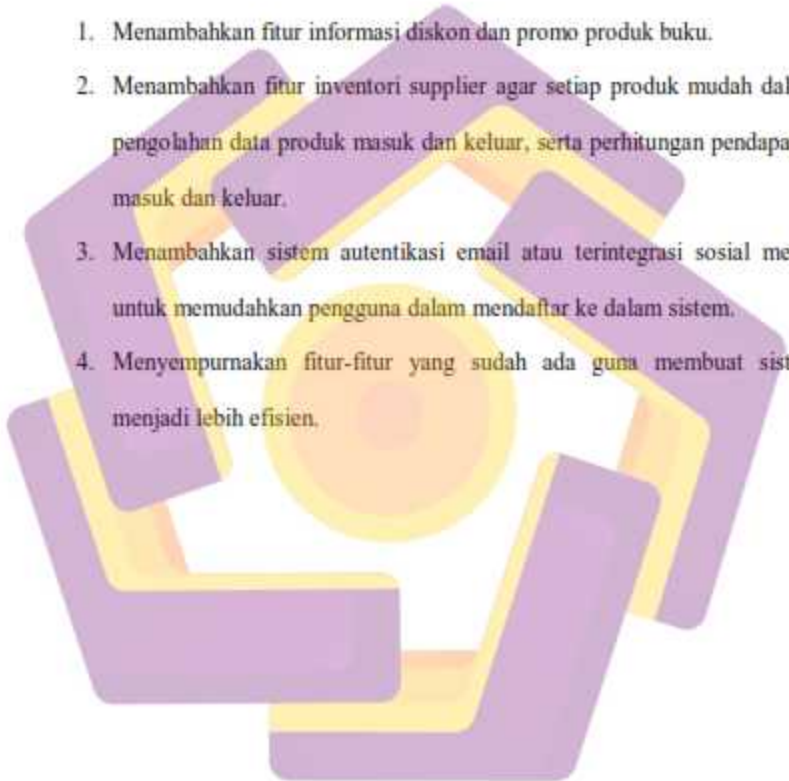 1. Menambahkan fitur informasi diskon dan promo produk buku.
2. Menambahkan fitur inventori supplier agar setiap produk mudah dal
pengolahan data produk masuk dan keluar, serta perhitungan pendapa
masuk dan keluar.
3. Menambahkan sistem autentikasi email atau terintegrasi sosial me
untuk memudahkan pengguna dalam mendaftar ke dalam sistem.
4. Menyempurnakan fitur-fitur yang sudah ada guna membuat sist
menjadi lebih efisien.